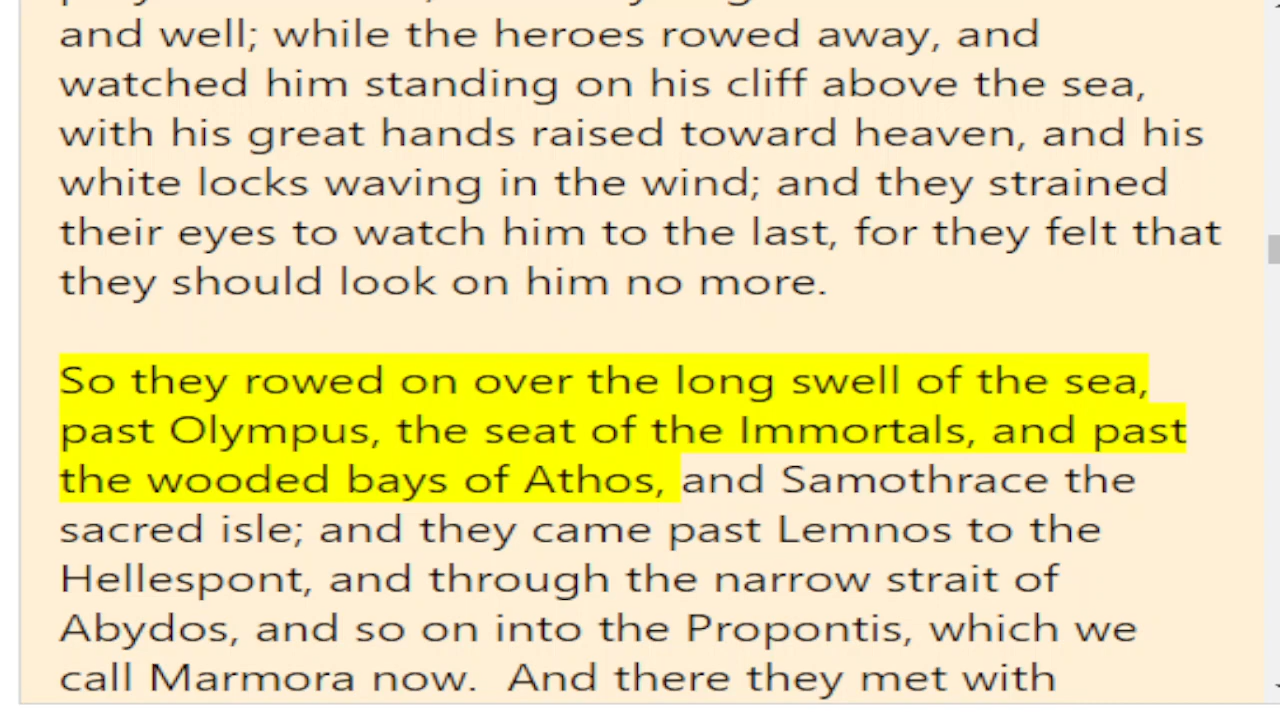 and well; while the heroes rowed away, and
watched him standing on his cliff above the sea,
with his great hands raised toward heaven, and his
white locks waving in the wind; and they strained
their eyes to watch him to the last, for they felt that
they should look on him no more.
So they rowed on over the long swell of the sea,
past Olympus, the seat of the Immortals, and past
the wooded bays of Athos, and Samothrace the
sacred isle; and they came past Lemnos to the
Hellespont, and through the narrow strait of
Abydos, and so on into the Propontis, which we
call Marmora now.  And there they met with